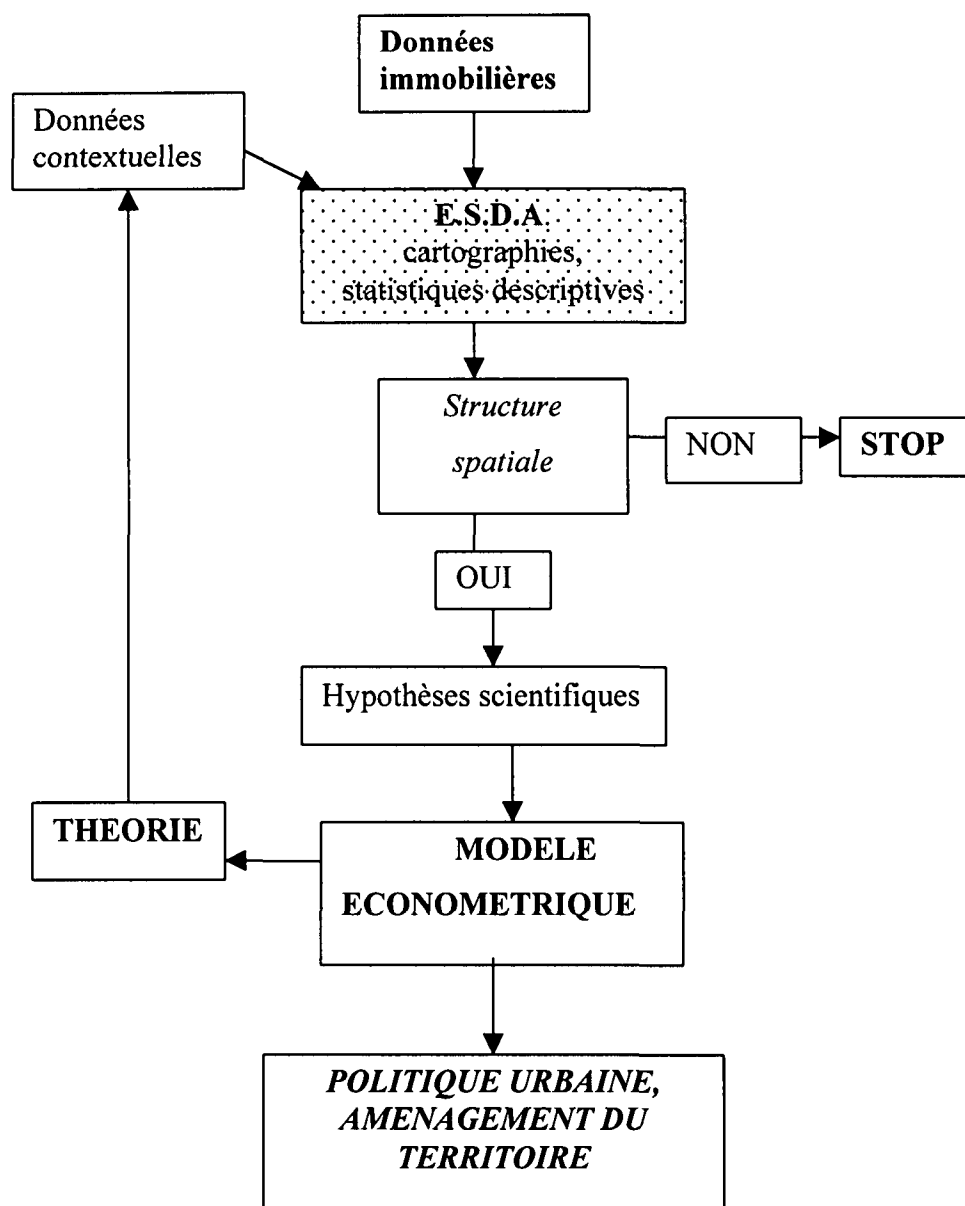 Données
immobilières
Données
contextuelles
E.S.D.A.
cartographies,
statistiques descriptives
Structure
spatiale
NON
STOP
OUI
Hypothèses scientifiques
THEORIE
MODELE
ECONOMETRIQUE
POLITIQUE URBAINE,
AMENAGEMENT DU
TERRITOIRE